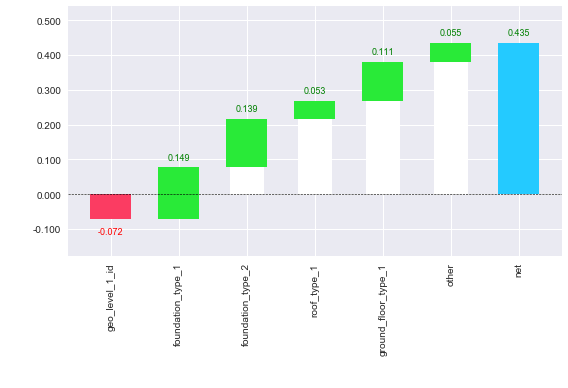 0.500
0.400
0.300
0.200
0.100
0.000
-0.100
-0.072
0.149
0.139
0.053
0.111
0.055
0.435
geo_level_1_id
foundation_type_1
foundation_type_2
roof_type_1
ground_floor_type_1
other
net